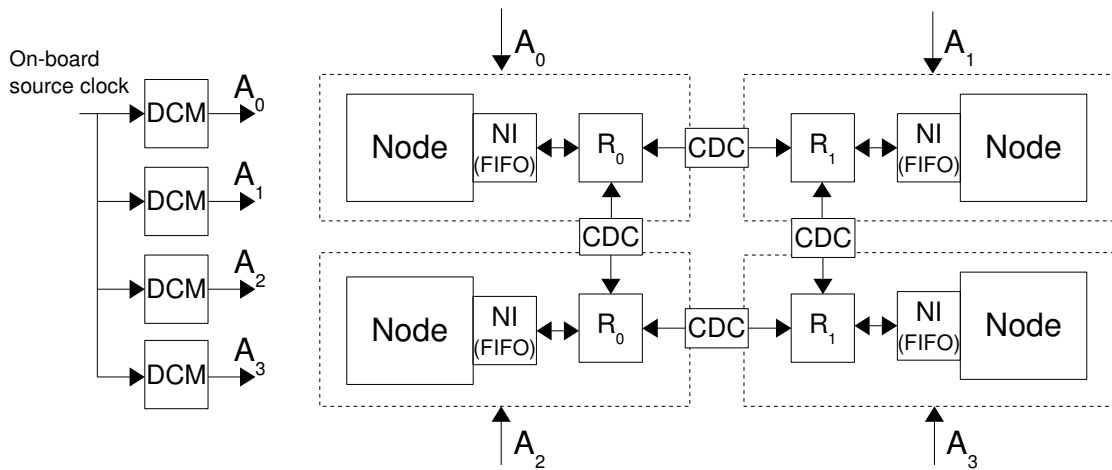 On-board
source clock
DCM
A0
DCM
A1
DCM
A2
DCM
A3
A0
A1
Node
NI
(FIFO)
R0
CDC
R1
NI
(FIFO)
Node
CDC
CDC
Node
NI
(FIFO)
R0
CDC
R1
NI
(FIFO)
Node
A2
A3